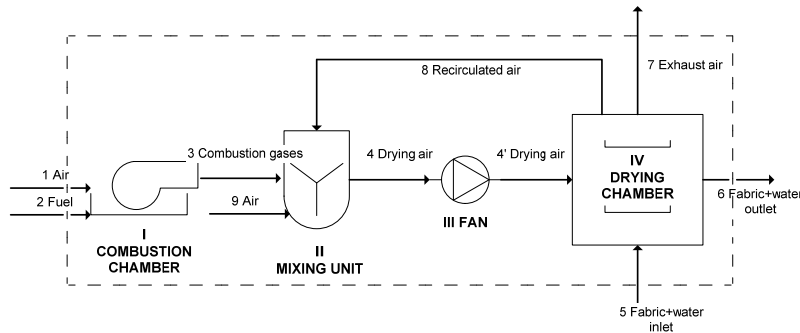 8 Recirculated air
7 Exhaust air
3 Combustion gases
4 Drying air
4' Drying air
IV
DRYING
CHAMBER
1 Air
2 Fuel
9 Air
6 Fabric+water
outlet
III FAN
I
COMBUSTION
CHAMBER
II
MIXING UNIT
5 Fabric+water
inlet